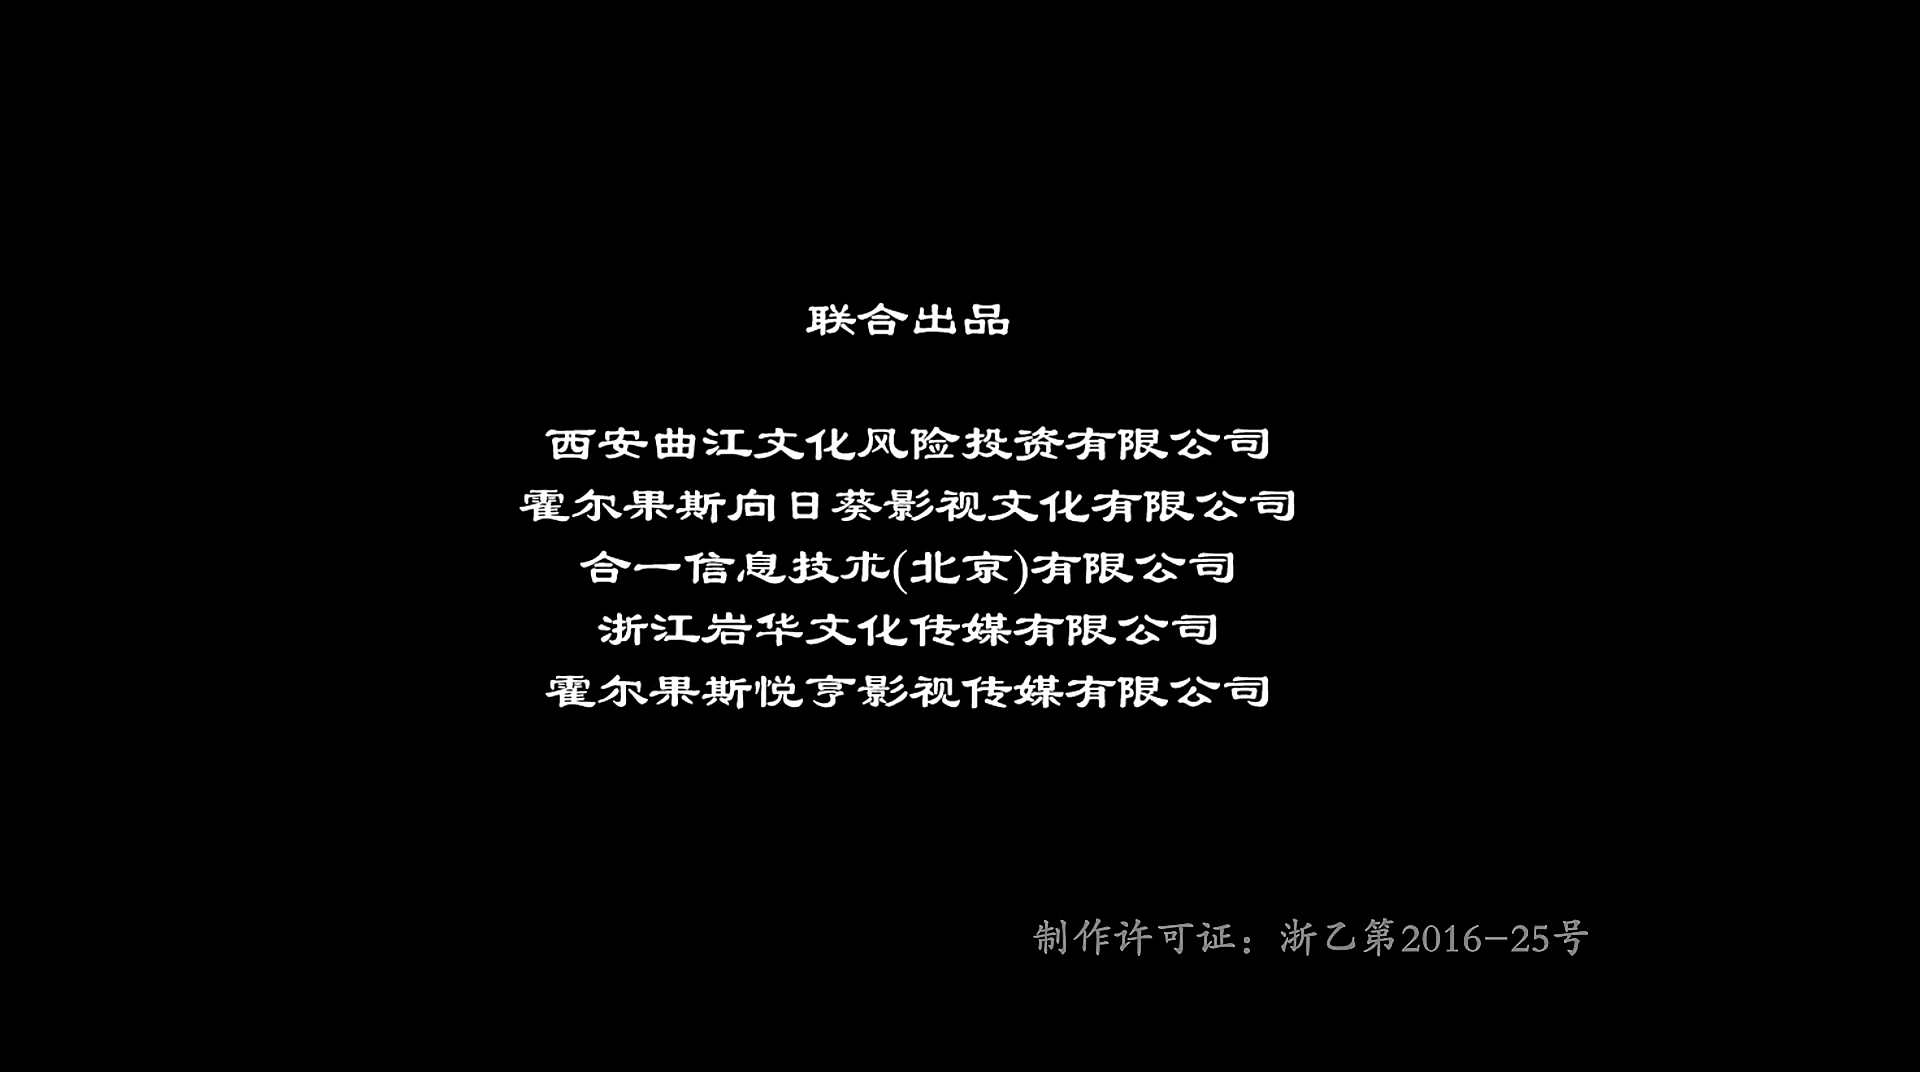 联合出品
西安曲江文化风险投资有限公司
霍尔果斯向日葵影视文化有限公司
合一信息技术(北京)有限公司
浙江岩华文化传媒有限公司
霍尔果斯悦亨影视传媒有限公司
制作许可证：浙乙第2016-25号